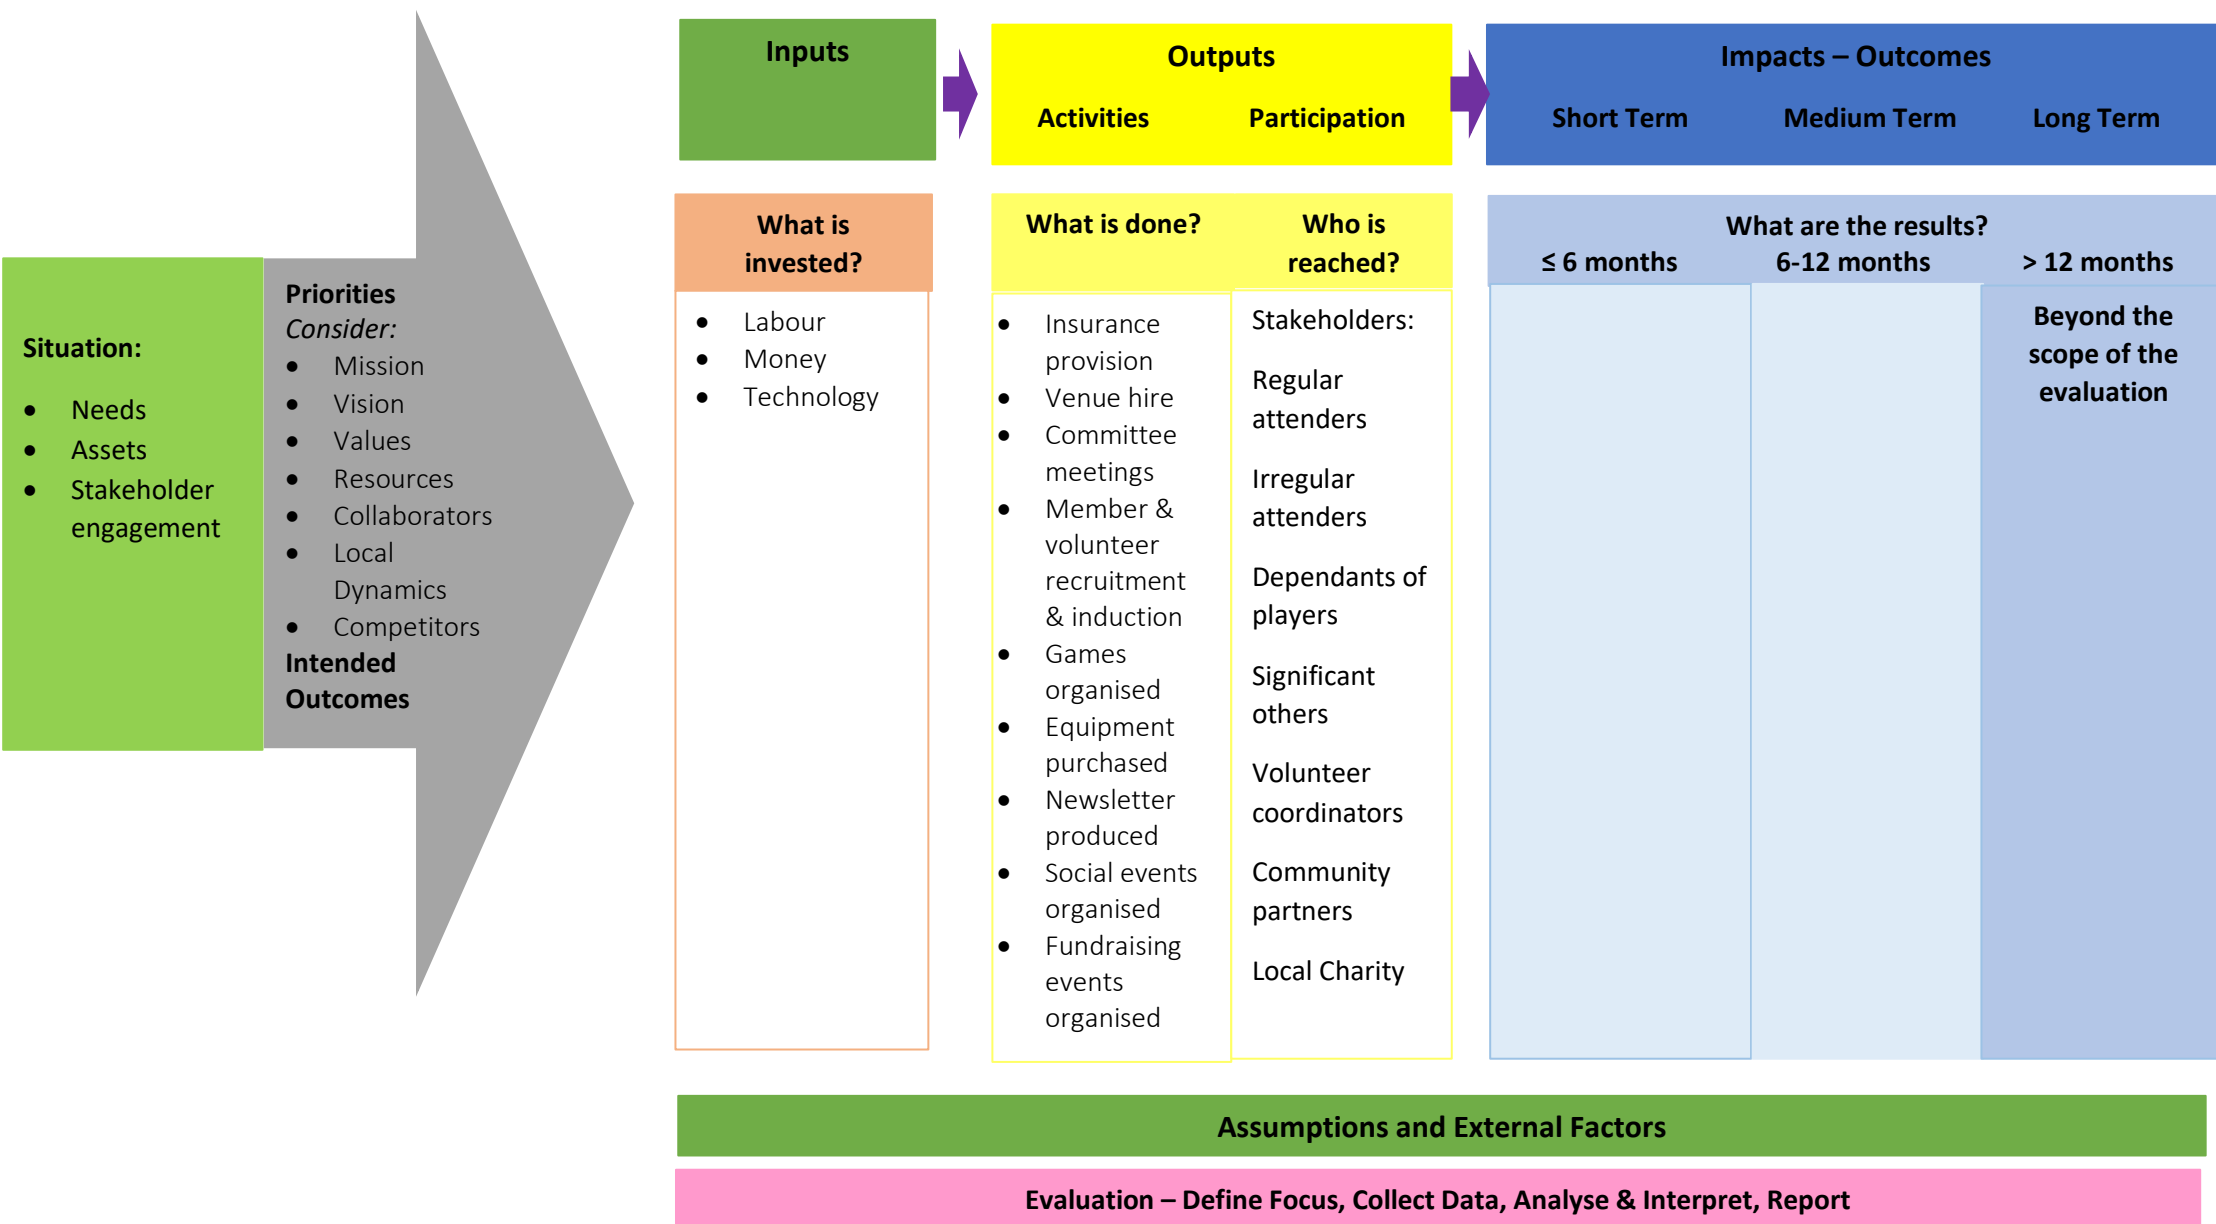 Situation:
• Needs
• Assets
• Stakeholder
engagement
Priorities
Consider:
• Mission
• Vision
• Values
• Resources
• Collaborators
• Local
Dynamics
• Competitors
Intended
Outcomes
Inputs
What is
invested?
• Labour
• Money
• Technology
Outputs
Activities Participation
What is done?
• Insurance
provision
• Venue hire
• Committee
meetings
• Member &
volunteer
recruitment
& induction
• Games
organised
• Equipment
purchased
• Newsletter
produced
• Social events
organised
• Fundraising
events
organised
Who is
reached?
Stakeholders:
Regular
attenders
Irregular
attenders
Dependants of
players
Significant
others
Volunteer
coordinators
Community
partners
Local Charity
Impacts – Outcomes
Short Term Medium Term Long Term
What are the results?
≤ 6 months 6-12 months > 12 months
Beyond the
scope of the
evaluation
Assumptions and External Factors
Evaluation – Define Focus, Collect Data, Analyse & Interpret, Report